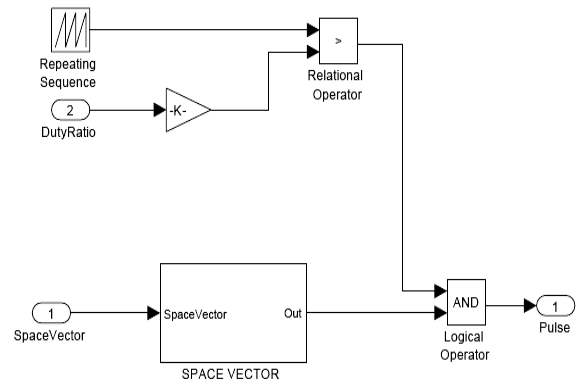 Repeating
Sequence
>
Relational
Operator
2
DutyRatio
-K-
1
SpaceVector
SpaceVector
Out
SPACE VECTOR
AND
Logical
Operator
1
Pulse